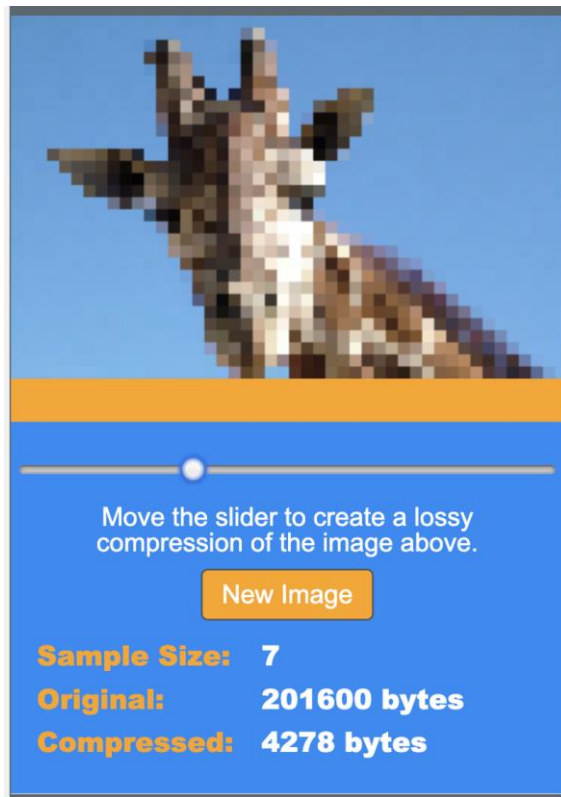 Move the slider to create a lossy
compression of the image above.
New Image
Sample Size: 7
Original: 201600 bytes
Compressed: 4278 bytes